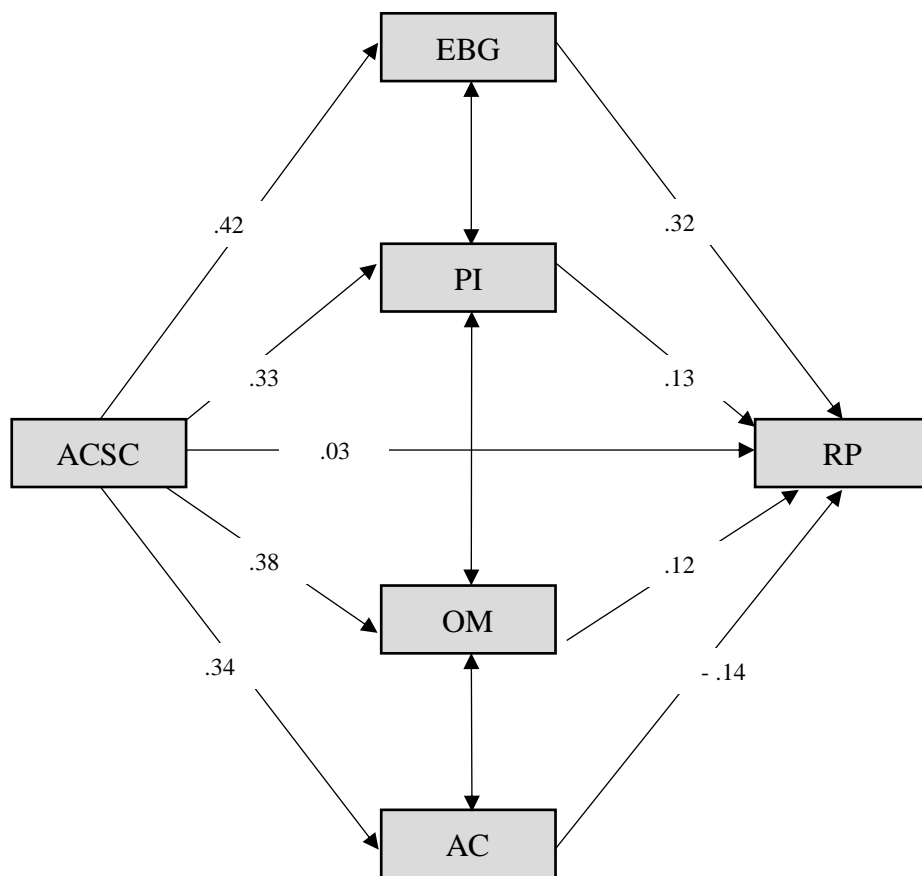 EBG
.42
.32
PI
.33
.13
ACSC
.03
RP
.38
.12
OM
.34
- .14
AC